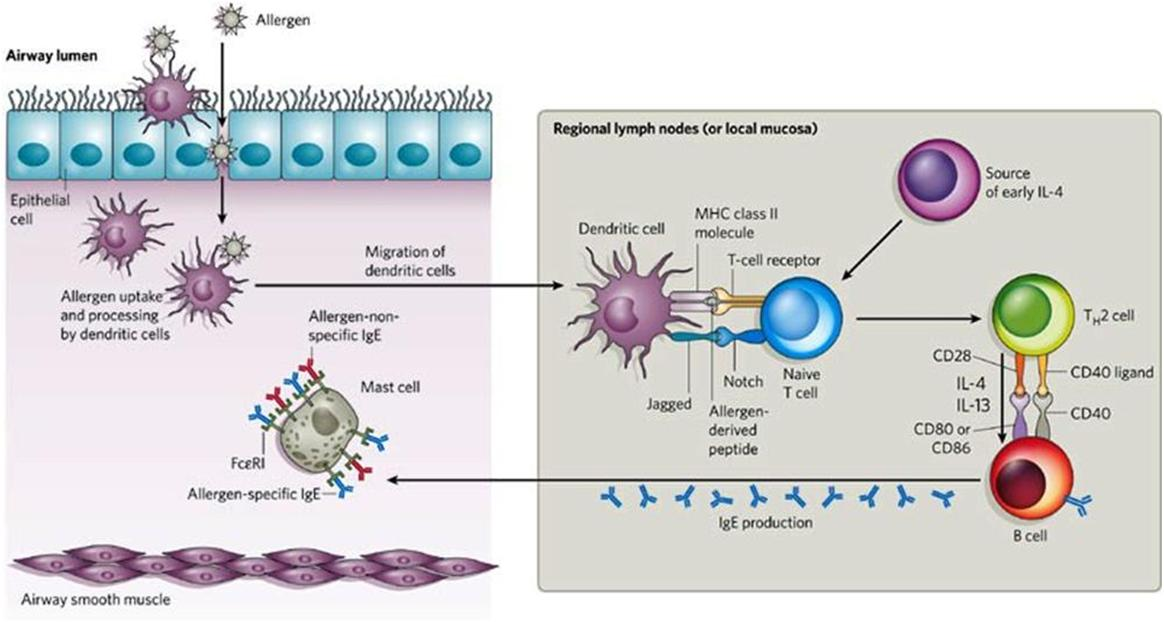 Allergen
Airway lumen
Epithelial
cell
Allergen uptake
and processing
by dendritic cells
Migration of
dendritic cells
Allergen-non-
specific IgE
Mast cell
FcεRI
Allergen-specific IgE
Airway smooth muscle
Regional lymph nodes (or local mucosa)
Source
of early IL-4
Dendritic cell
MHC class II
molecule
T-cell receptor
Jagged
Notch
Allergen-
derived
peptide
Naive
T cell
TH2 cell
CD28
CD40 ligand
IL-4
IL-13
CD40
CD80 or
CD86
B cell
IgE production